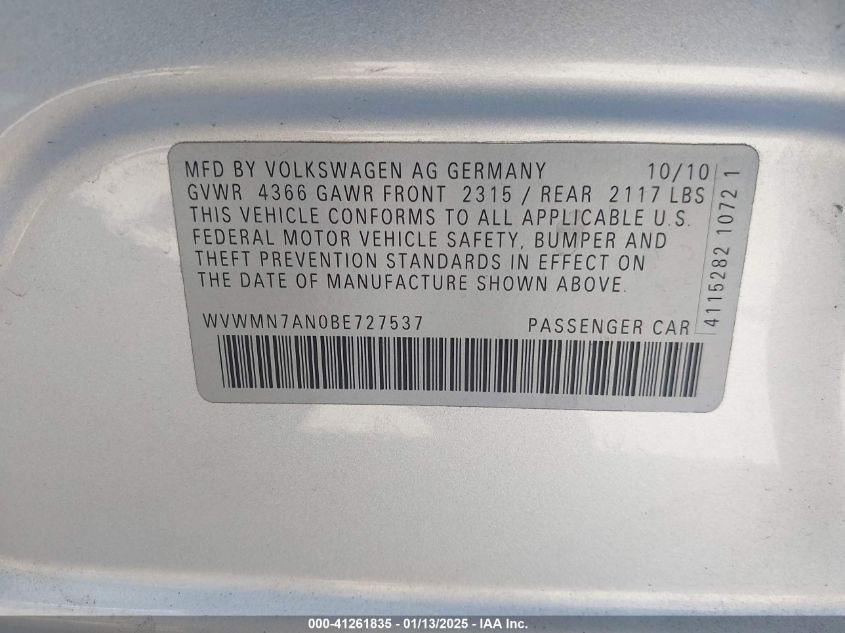 MFD BY VOLKSWAGEN AG GERMANY 10/10
GVWR 4366 GAWR FRONT 2315 / REAR 2117 LBS
THIS VEHICLE CONFORMS TO ALL APPLICABLE U.S.
FEDERAL MOTOR VEHICLE SAFETY, BUMPER AND
THEFT PREVENTION STANDARDS IN EFFECT ON
THE DATE OF MANUFACTURE SHOWN ABOVE.
WVWMN7AN0BE727537 PASSENGER CAR
4115282 1072 1
000-41261835 - 01/13/2025 - IAA Inc.